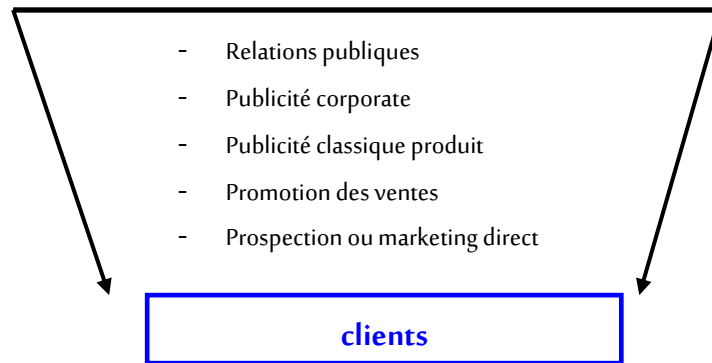 - Relations publiques
- Publicité corporate
- Publicité classique produit
- Promotion des ventes
- Prospection ou marketing direct
clients